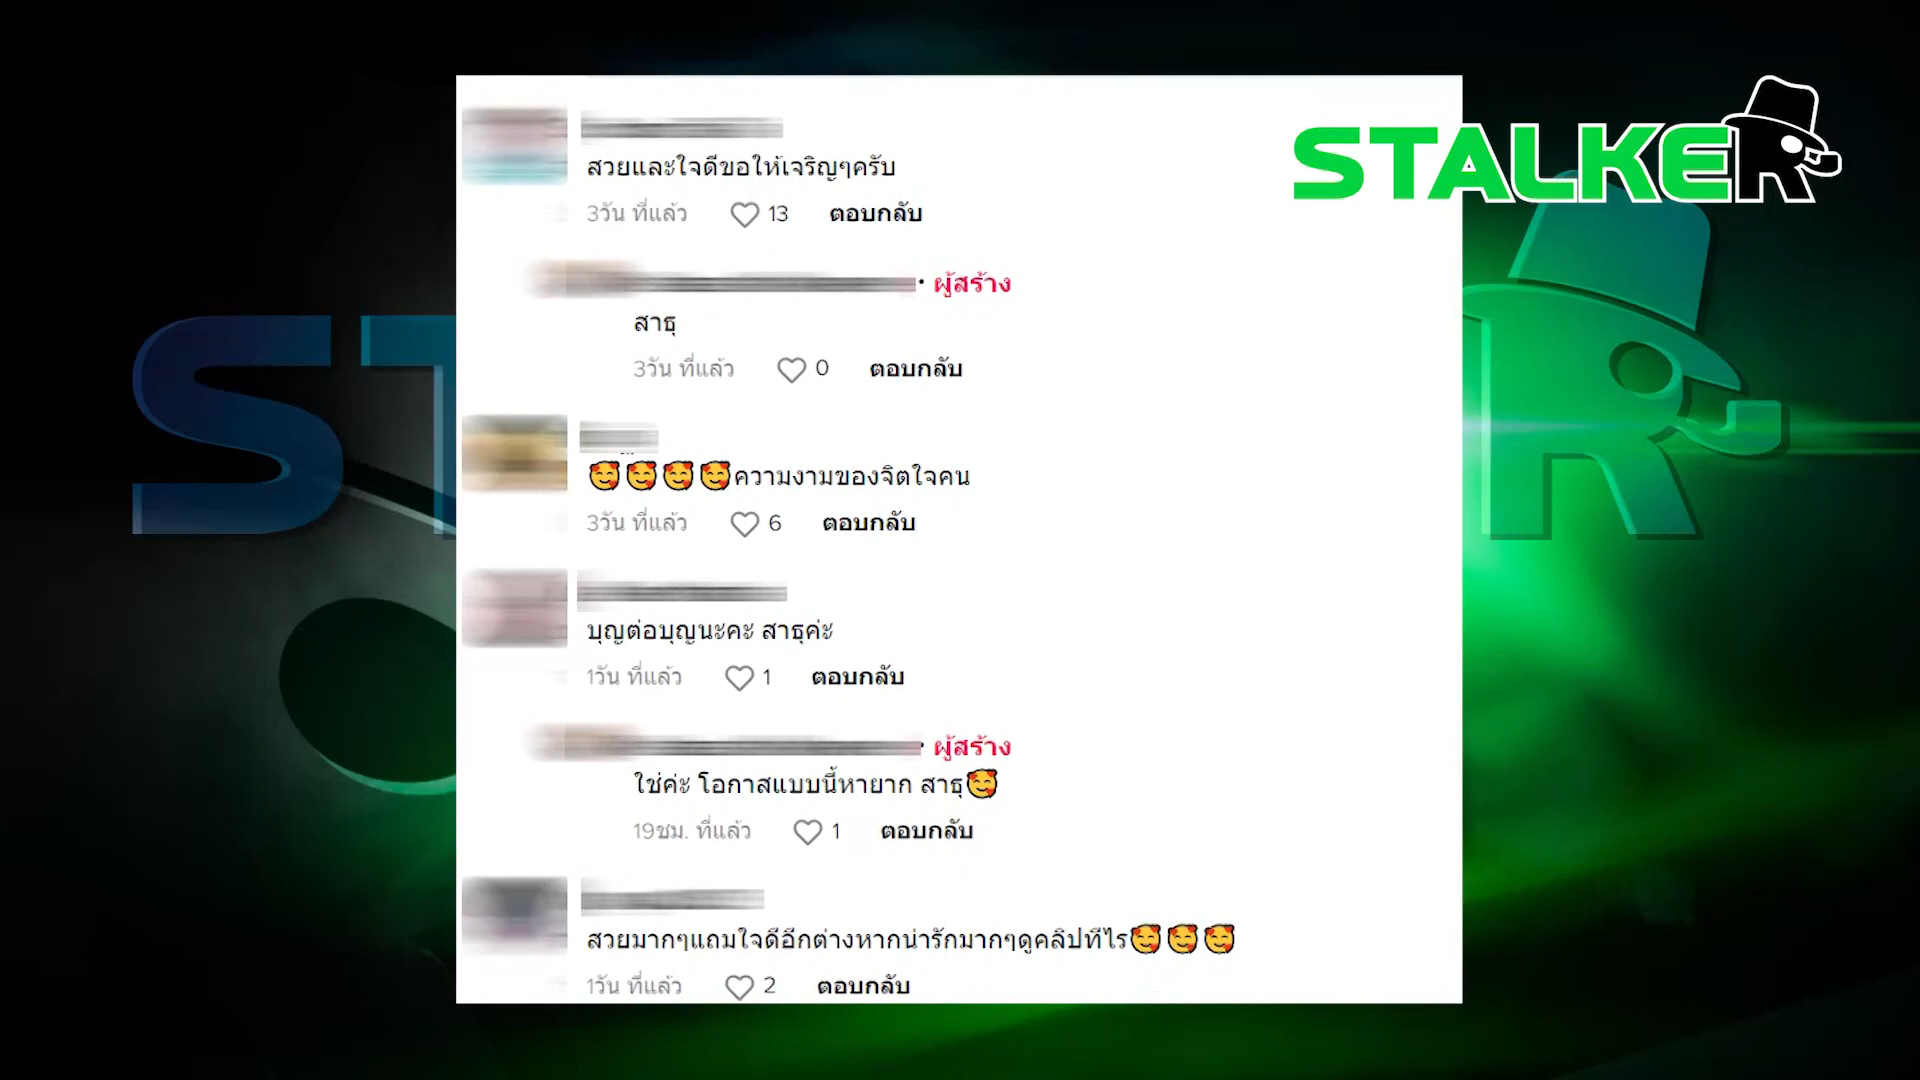 STALKER
สวยและใจดีขอให้เจริญๆครับ
3วัน ที่แล้ว 13 ตอบกลับ
· ผู้สร้าง
สาธุ
3วัน ที่แล้ว 0 ตอบกลับ
🥰🥰🥰🥰ความงามของจิตใจคน
3วัน ที่แล้ว 6 ตอบกลับ
บุญต่อบุญนะคะ สาธุค่ะ
1วัน ที่แล้ว 1 ตอบกลับ
· ผู้สร้าง
ใช่ค่ะ โอกาสแบบนี้หายาก สาธุ🥰
19ชม. ที่แล้ว 1 ตอบกลับ
สวยมากๆแถมใจดีอีกต่างหากน่ารักมากๆดูคลิปทีไร🥰🥰🥰
1วัน ที่แล้ว 2 ตอบกลับ